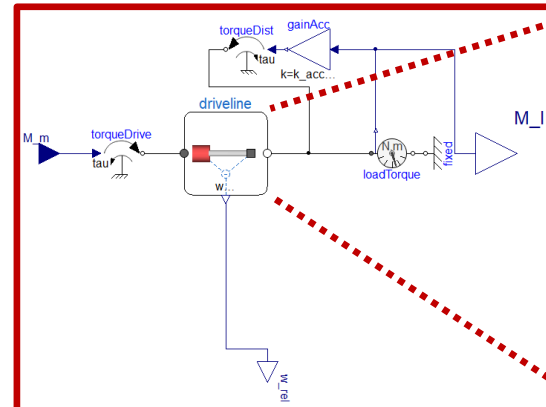 torqueDist
gainAcc
tau
k=k_acc...
driveline
M_m
torqueDrive
tau
w...
N_m
loadTorque
fixed
M_l
w_rel